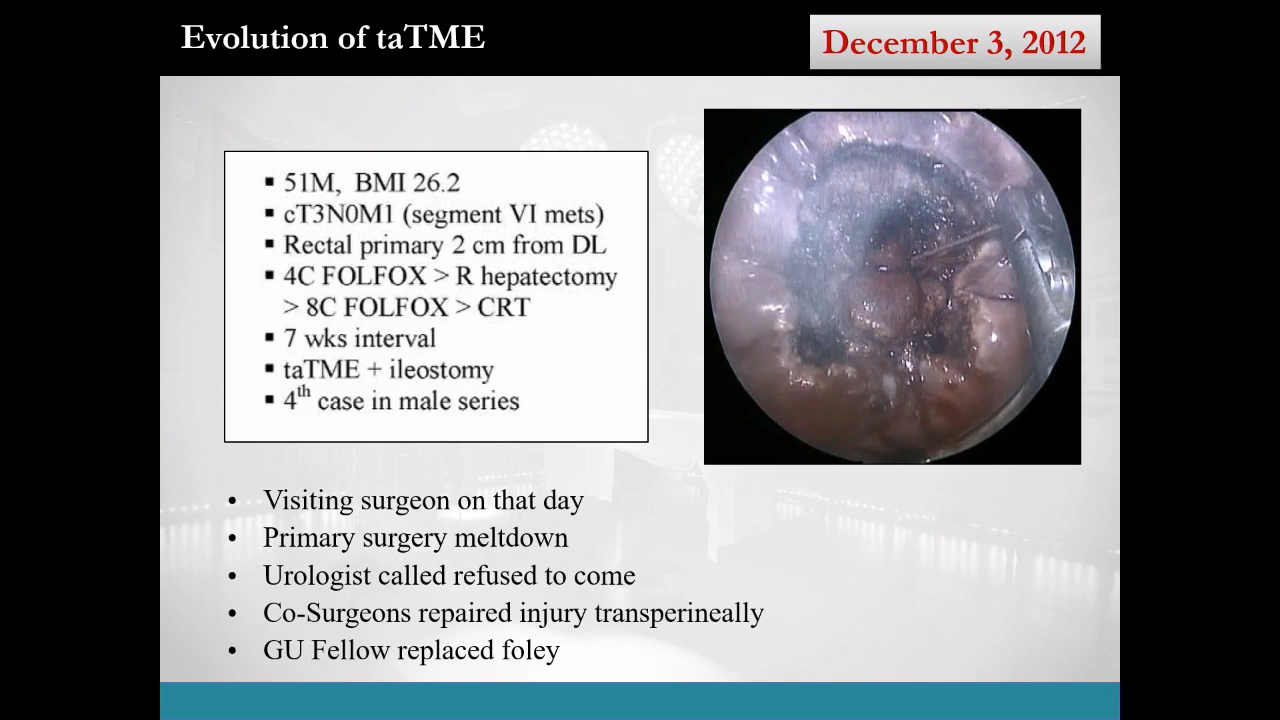 Evolution of taTME
December 3, 2012
▪ 51M, BMI 26.2
▪ cT3N0M1 (segment VI mets)
▪ Rectal primary 2 cm from DL
▪ 4C FOLFOX > R hepatectomy
> 8C FOLFOX > CRT
▪ 7 wks interval
▪ taTME + ileostomy
▪ 4th case in male series
• Visiting surgeon on that day
• Primary surgery meltdown
• Urologist called refused to come
• Co-Surgeons repaired injury transperineally
• GU Fellow replaced foley